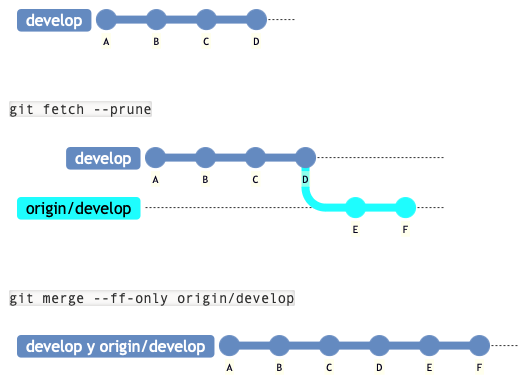 develop
A B C D
git fetch --prune
develop
A B C D
origin/develop
E F
git merge --ff-only origin/develop
develop y origin/develop
A B C D E F